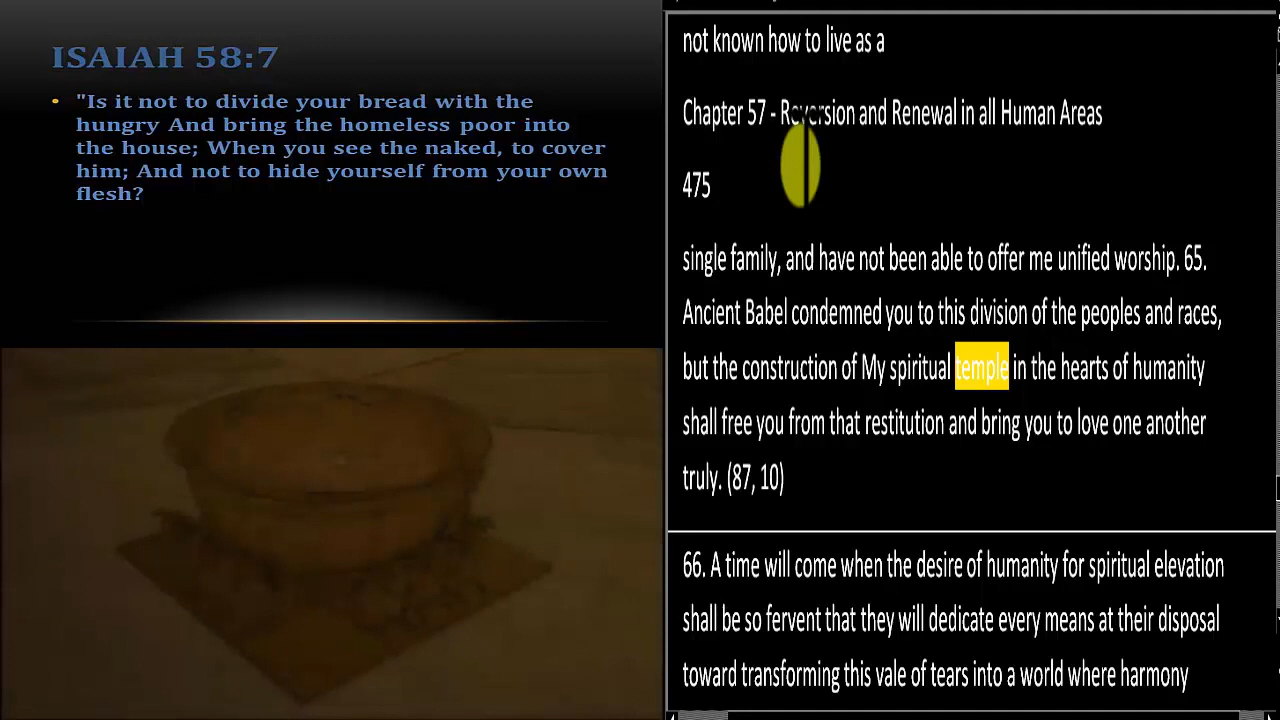 ISAIAH 58:7
• "Is it not to divide your bread with the
hungry And bring the homeless poor into
the house; When you see the naked, to cover
him; And not to hide yourself from your own
flesh?
not known how to live as a
Chapter 57 - Reversion and Renewal in all Human Areas
475
single family, and have not been able to offer me unified worship. 65.
Ancient Babel condemned you to this division of the peoples and races,
but the construction of My spiritual temple in the hearts of humanity
shall free you from that restitution and bring you to love one another
truly. (87, 10)
66. A time will come when the desire of humanity for spiritual elevation
shall be so fervent that they will dedicate every means at their disposal
toward transforming this vale of tears into a world where harmony